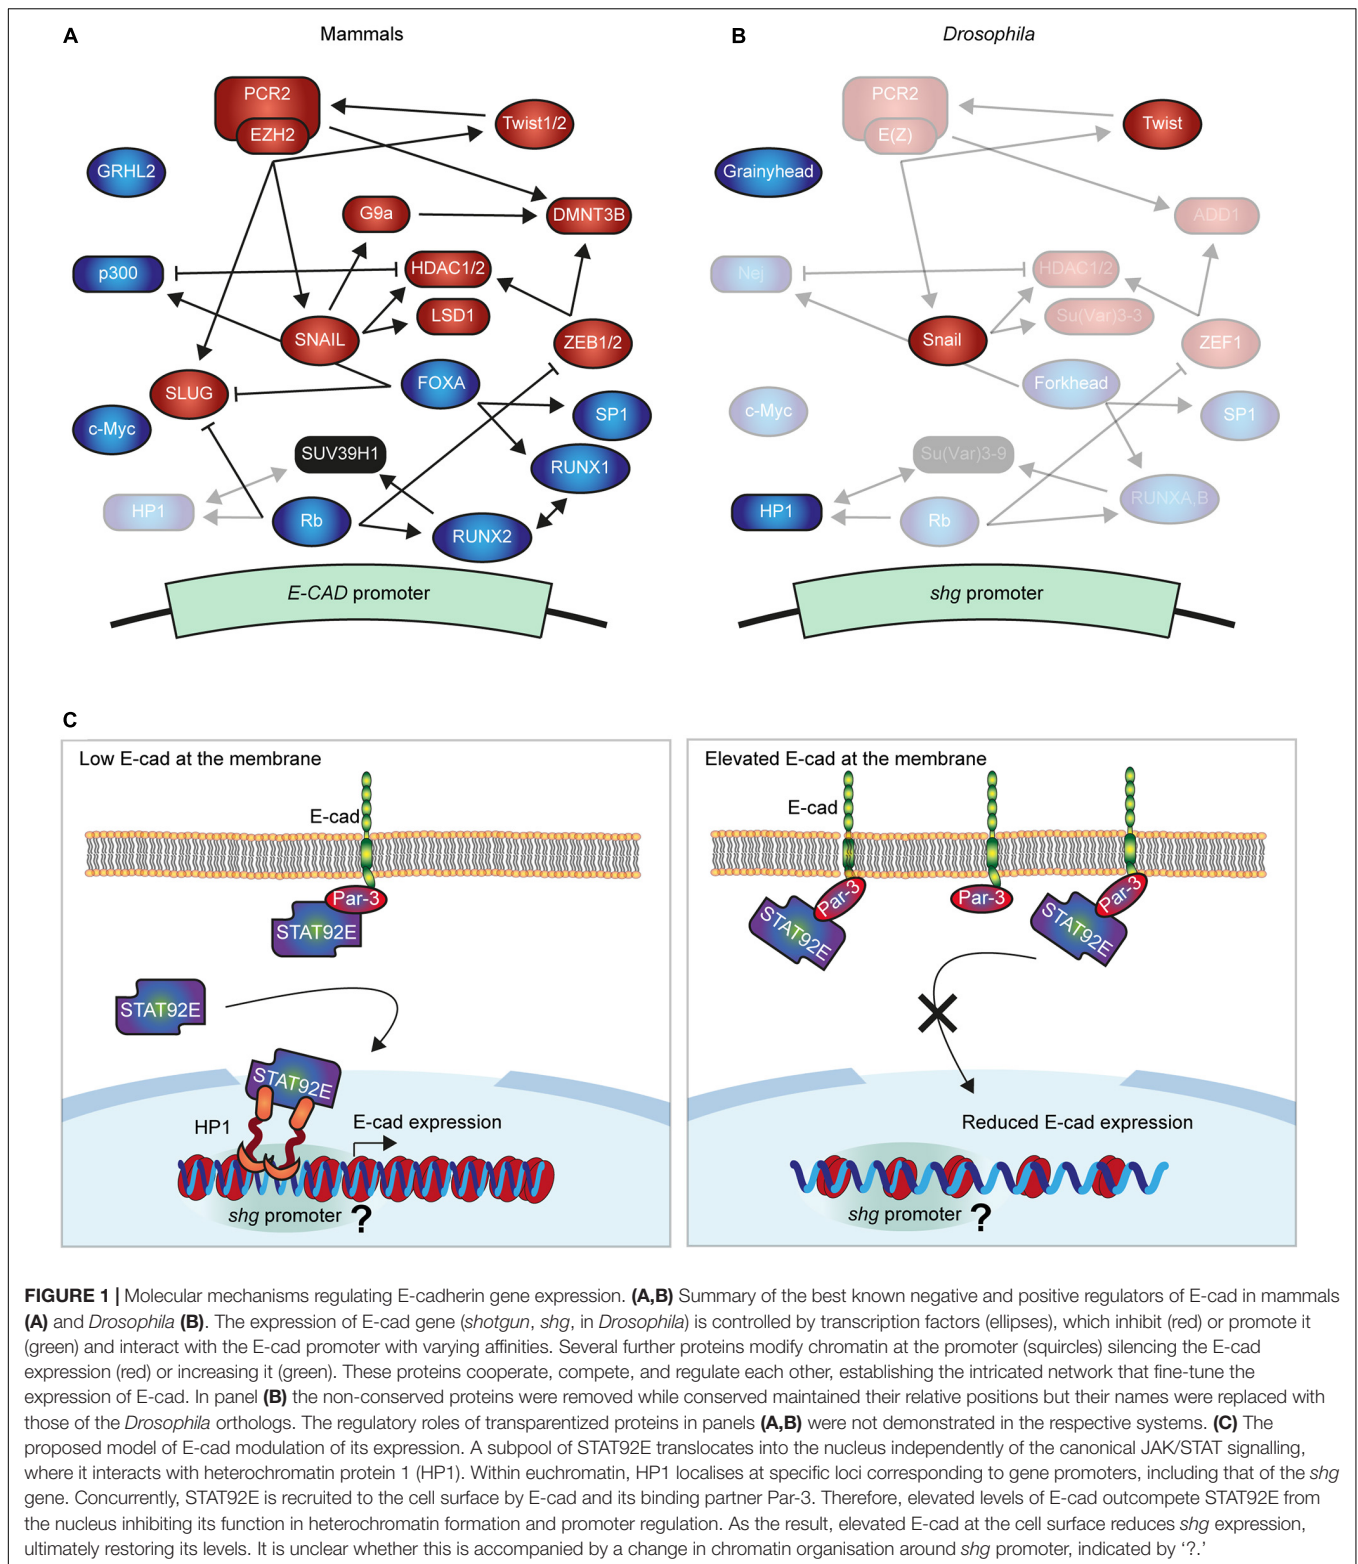 A
Mammals
PCR2
EZH2
Twist1/2
GRHL2
G9a
DMNT3B
p300
HDAC1/2
LSD1
SNAIL
ZEB1/2
SLUG
FOXA
SP1
c-Myc
SUV39H1
RUNX1
HP1
Rb
RUNX2
E-CAD promoter
B
Drosophila
PCR2
E(Z)
Twist
Grainyhead
ADD1
Nej
HDAC1/2
Su(Var)3-3
Snail
ZEF1
Forkhead
SP1
c-Myc
Su(Var)3-9
RUNXA,B
HP1
Rb
shg promoter
C
Low E-cad at the membrane
E-cad
Par-3
STAT92E
STAT92E
STAT92E
HP1
E-cad expression
shg promoter
?
Elevated E-cad at the membrane
E-cad
Par-3
STAT92E
Par-3
Par-3
STAT92E
Reduced E-cad expression
shg promoter
?
FIGURE 1 | Molecular mechanisms regulating E-cadherin gene expression. (A,B) Summary of the best known negative and positive regulators of E-cad in mammals
(A) and Drosophila (B). The expression of E-cad gene (shotgun, shg, in Drosophila) is controlled by transcription factors (ellipses), which inhibit (red) or promote it
(green) and interact with the E-cad promoter with varying affinities. Several further proteins modify chromatin at the promoter (squircles) silencing the E-cad
expression (red) or increasing it (green). These proteins cooperate, compete, and regulate each other, establishing the intricated network that fine-tune the
expression of E-cad. In panel (B) the non-conserved proteins were removed while conserved maintained their relative positions but their names were replaced with
those of the Drosophila orthologs. The regulatory roles of transparentized proteins in panels (A,B) were not demonstrated in the respective systems. (C) The
proposed model of E-cad modulation of its expression. A subpool of STAT92E translocates into the nucleus independently of the canonical JAK/STAT signalling,
where it interacts with heterochromatin protein 1 (HP1). Within euchromatin, HP1 localises at specific loci corresponding to gene promoters, including that of the shg
gene. Concurrently, STAT92E is recruited to the cell surface by E-cad and its binding partner Par-3. Therefore, elevated levels of E-cad outcompete STAT92E from
the nucleus inhibiting its function in heterochromatin formation and promoter regulation. As the result, elevated E-cad at the cell surface reduces shg expression,
ultimately restoring its levels. It is unclear whether this is accompanied by a change in chromatin organisation around shg promoter, indicated by ‘?.’